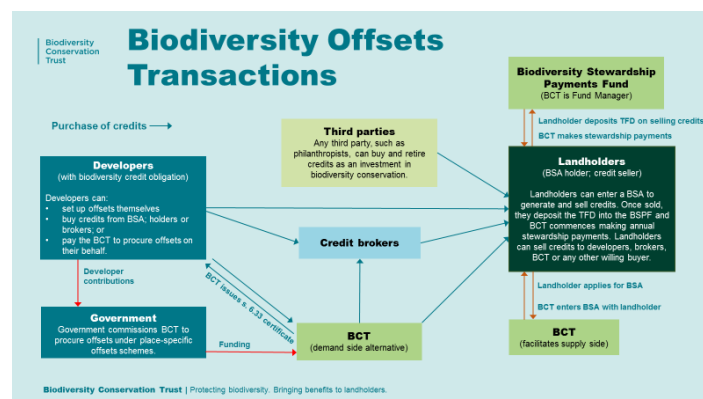 Biodiversity
Conservation
Trust
Biodiversity Offsets
Transactions
Purchase of credits
Biodiversity Stewardship
Payments Fund
(BCT is Fund Manager)
Landholder deposits TFD on selling credits
BCT makes stewardship payments
Third parties
Any third party, such as
philanthropists, can buy and retire
credits as an investment in
biodiversity conservation.
Developers
(with biodiversity credit obligation)
Developers can:
• set up offsets themselves
• buy credits from BSA; holders or
brokers; or
• pay the BCT to procure offsets on
their behalf.
Landholders
(BSA holder; credit seller)
Landholders can enter a BSA to
generate and sell credits. Once sold,
they deposit the TFD into the BSPF and
BCT commences making annual
stewardship payments. Landholders
can sell credits to developers, brokers,
BCT or any other willing buyer.
Credit brokers
Developer
contributions
BCT issues s. 6.33 certificate
Landholder applies for BSA
BCT enters BSA with landholder
Government
Government commissions BCT to
procure offsets under place-specific
offsets schemes.
Funding
BCT
(demand side alternative)
BCT
(facilitates supply side)
Biodiversity Conservation Trust | Protecting biodiversity. Bringing benefits to landholders.